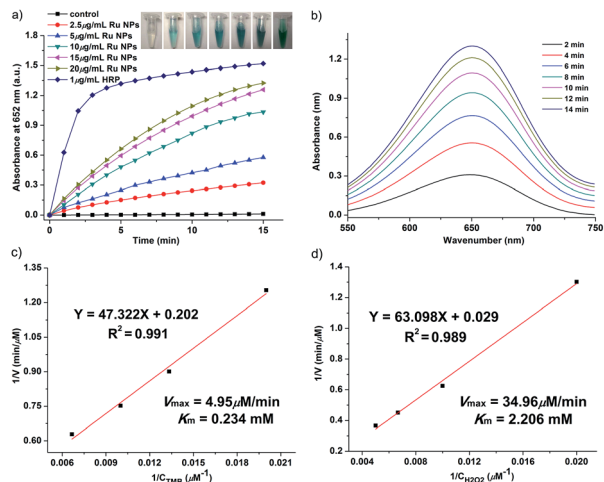 a)
control
2.5μg/mL Ru NPs
5μg/mL Ru NPs
10μg/mL Ru NPs
15μg/mL Ru NPs
20μg/mL Ru NPs
1μg/mL HRP
Absorbance at 652 nm (a.u.)
1.8
1.5
1.2
0.9
0.6
0.3
0.0
0
5
10
15
Time (min)
b)
2 min
4 min
6 min
8 min
10 min
12 min
14 min
Absorbance (nm)
1.2
0.9
0.6
0.3
0.0
550
600
650
700
750
Wavenumber (nm)
c)
Y = 47.322X + 0.202
R² = 0.991
Vmax = 4.95μM/min
Km = 0.234 mM
1/V (min/μM)
1.35
1.20
1.05
0.90
0.75
0.60
0.006
0.009
0.012
0.015
0.018
0.021
1/C_TMB (μM⁻¹)
d)
Y = 63.098X + 0.029
R² = 0.989
Vmax = 34.96μM/min
Km = 2.206 mM
1/V (min/μM)
1.4
1.2
1.0
0.8
0.6
0.4
0.2
0.004
0.008
0.012
0.016
0.020
1/C_H2O2 (μM⁻¹)